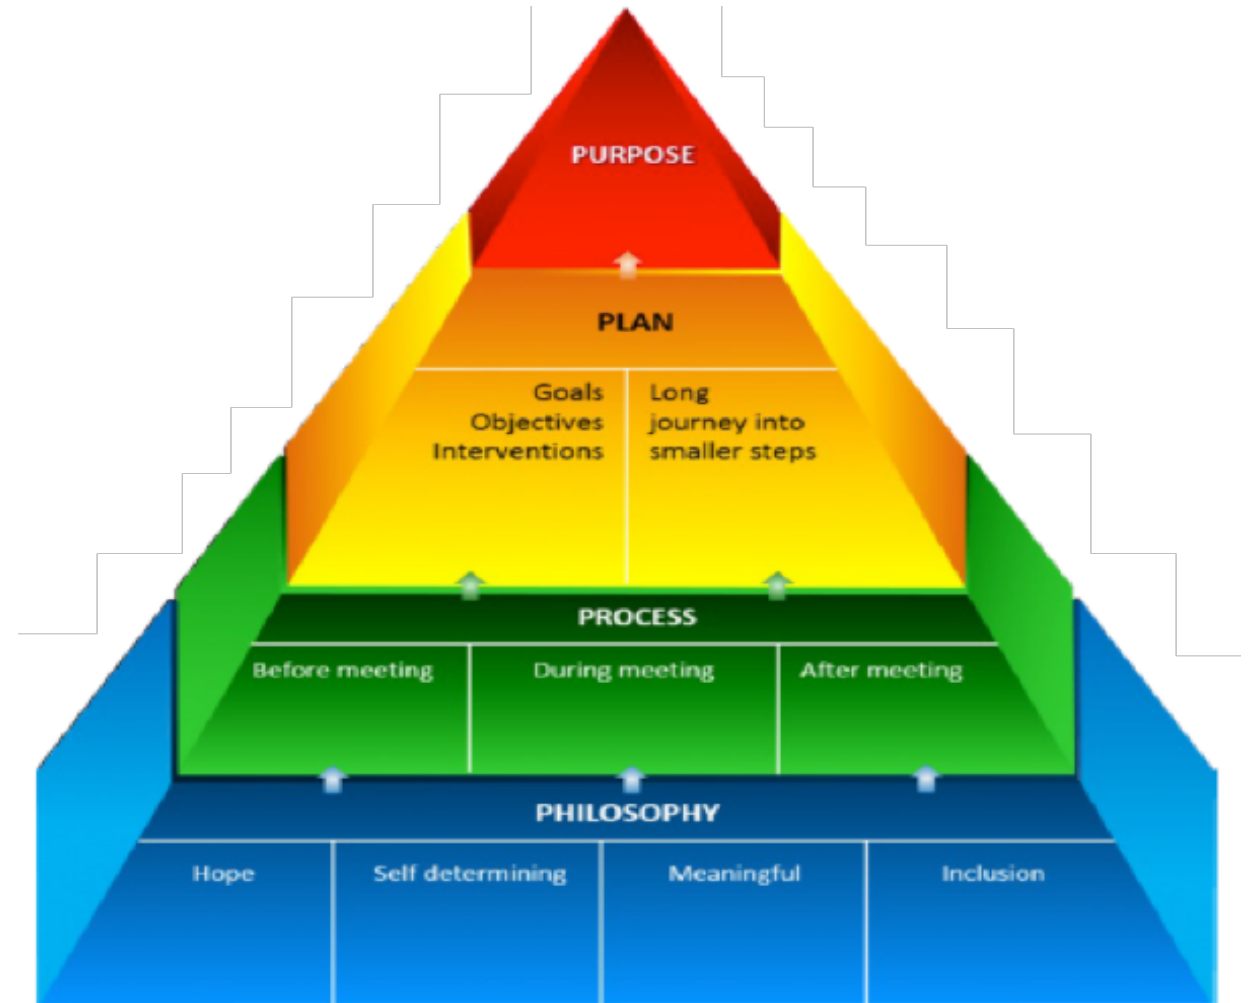 PURPOSE
PLAN
Goals
Objectives
Interventions
Long
journey into
smaller steps
PROCESS
Before meeting
During meeting
After meeting
PHILOSOPHY
Hope
Self determining
Meaningful
Inclusion